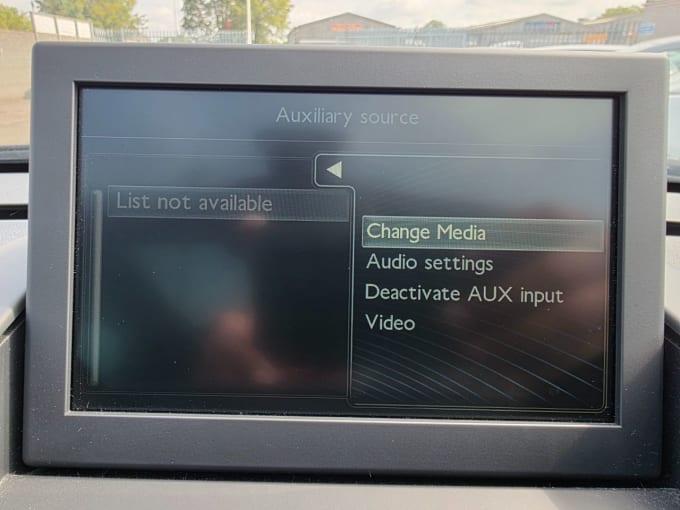 Auxiliary source
List not available
Change Media
Audio settings
Deactivate AUX input
Video